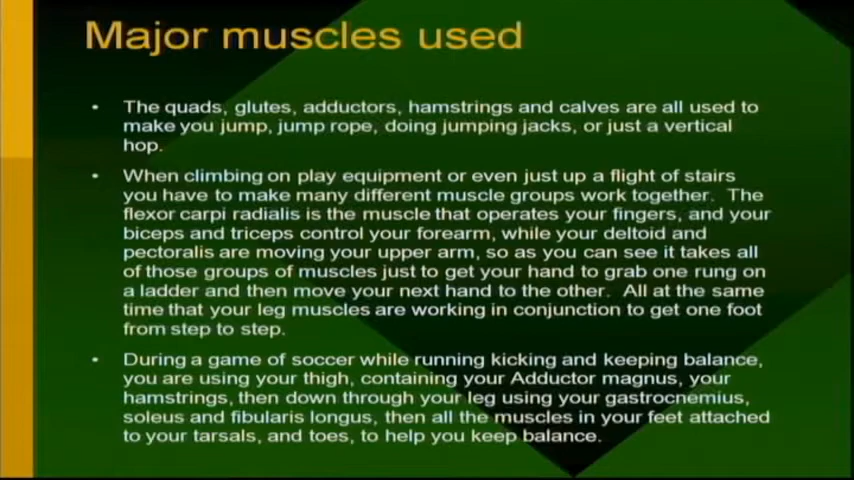 Major muscles used
• The quads, glutes, adductors, hamstrings and calves are all used to
make you jump, jump rope, doing jumping jacks, or just a vertical
hop.
• When climbing on play equipment or even just up a flight of stairs
you have to make many different muscle groups work together. The
flexor carpi radialis is the muscle that operates your fingers, and your
biceps and triceps control your forearm, while your deltoid and
pectoralis are moving your upper arm, so as you can see it takes all
of those groups of muscles just to get your hand to grab one rung on
a ladder and then move your next hand to the other. All at the same
time that your leg muscles are working in conjunction to get one foot
from step to step.
• During a game of soccer while running kicking and keeping balance,
you are using your thigh, containing your Adductor magnus, your
hamstrings, then down through your leg using your gastrocnemius,
soleus and fibularis longus, then all the muscles in your feet attached
to your tarsals, and toes, to help you keep balance.